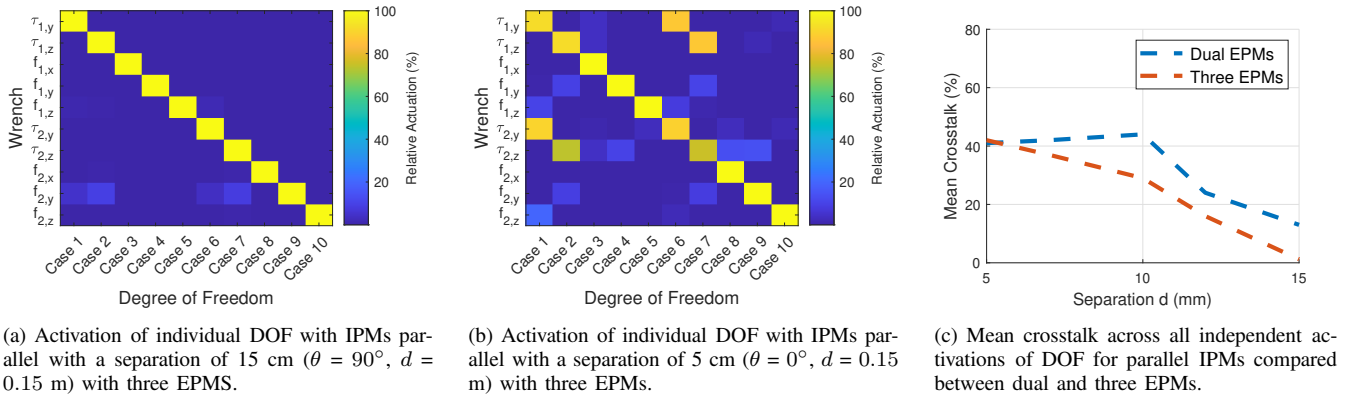 τ1,y
τ1,z
f1,x
f1,y
f1,z
τ2,y
τ2,z
f2,x
f2,y
f2,z
Wrench
Case 1
Case 2
Case 3
Case 4
Case 5
Case 6
Case 7
Case 8
Case 9
Case 10
Degree of Freedom
100
80
60
40
20
Relative Actuation (%)
(a) Activation of individual DOF with IPMs par-
allel with a separation of 15 cm (θ = 90°, d =
0.15 m) with three EPMS.
τ1,y
τ1,z
f1,x
f1,y
f1,z
τ2,y
τ2,z
f2,x
f2,y
f2,z
Wrench
Case 1
Case 2
Case 3
Case 4
Case 5
Case 6
Case 7
Case 8
Case 9
Case 10
Degree of Freedom
100
80
60
40
20
Relative Actuation (%)
(b) Activation of individual DOF with IPMs par-
allel with a separation of 5 cm (θ = 0°, d = 0.15
m) with three EPMs.
80
60
40
20
0
Mean Crosstalk (%)
Dual EPMs
Three EPMs
5
10
15
Separation d (mm)
(c) Mean crosstalk across all independent ac-
tivations of DOF for parallel IPMs compared
between dual and three EPMs.